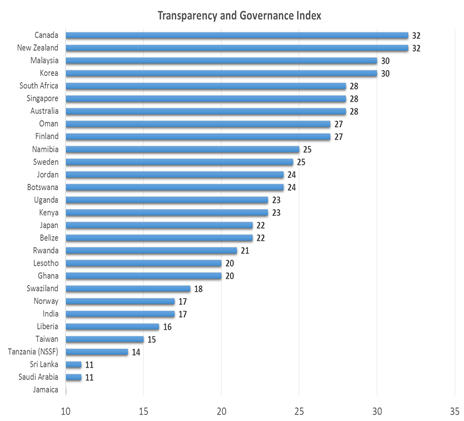 Transparency and Governance Index
Canada 32
New Zealand 32
Malaysia 30
Korea 30
South Africa 28
Singapore 28
Australia 28
Oman 27
Finland 27
Namibia 25
Sweden 25
Jordan 24
Botswana 24
Uganda 23
Kenya 23
Japan 22
Belize 22
Rwanda 21
Lesotho 20
Ghana 20
Swaziland 18
Norway 17
India 17
Liberia 16
Taiwan 15
Tanzania (NSSF) 14
Sri Lanka 11
Saudi Arabia 11
Jamaica
10 15 20 25 30 35